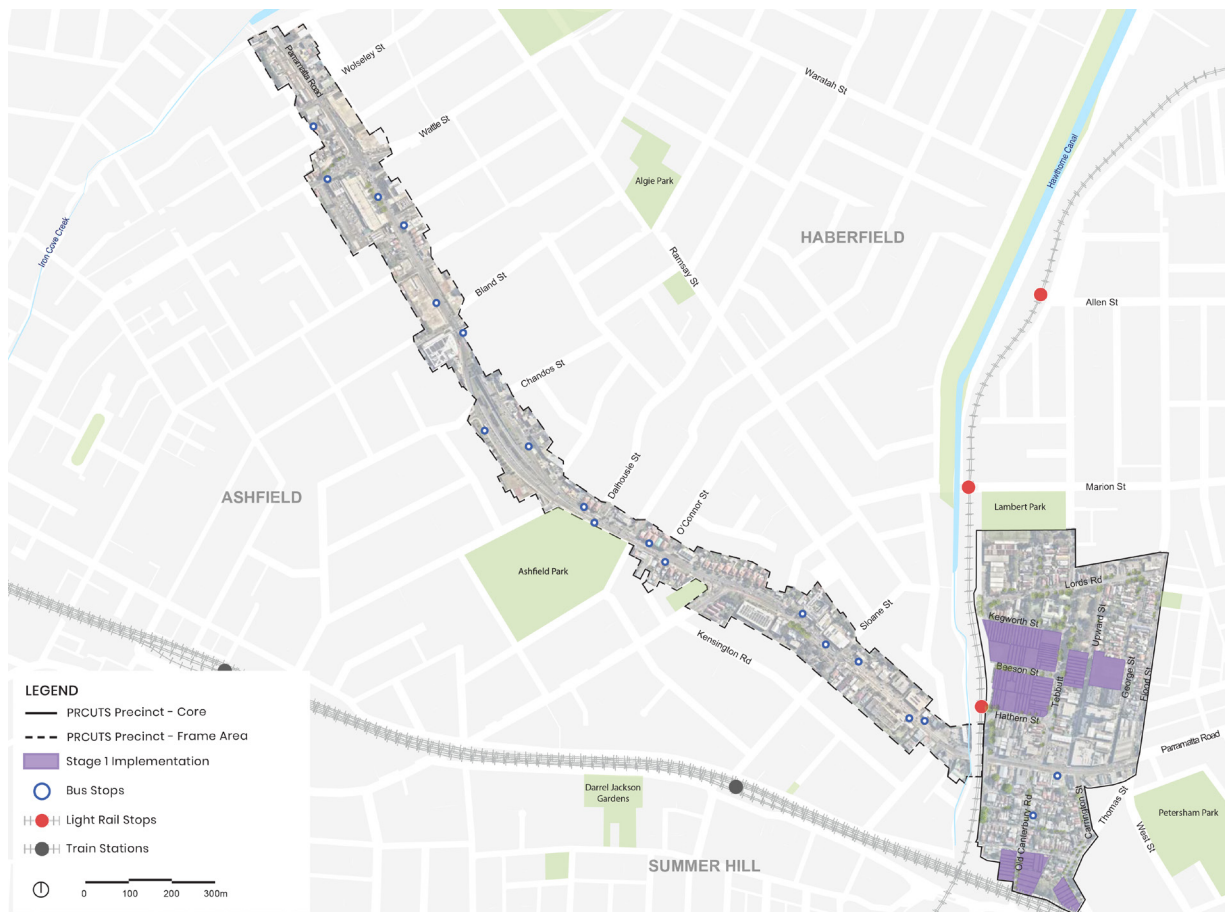 Parramatta Road
Wolseley St
Wattle St
Waratah St
Algie Park
Hawthorne Canal
HABERFIELD
Iron Cove Creek
Ramsay St
Bland St
Allen St
Chandos St
Dalhousie St
O'Connor St
Marion St
ASHFIELD
Lambert Park
Ashfield Park
Lords Rd
Kegworth St
Upward St
Sloane St
Kensington Rd
Beeson St
Tebbutt
George St
Flood St
Hathern St
Parramatta Road
LEGEND
PRCUTS Precinct - Core
PRCUTS Precinct - Frame Area
Stage 1 Implementation
Bus Stops
Light Rail Stops
Train Stations
0 100 200 300m
Darrel Jackson
Gardens
SUMMER HILL
Old Canterbury Rd
Carrington St
Thomas St
West St
Petersham Park